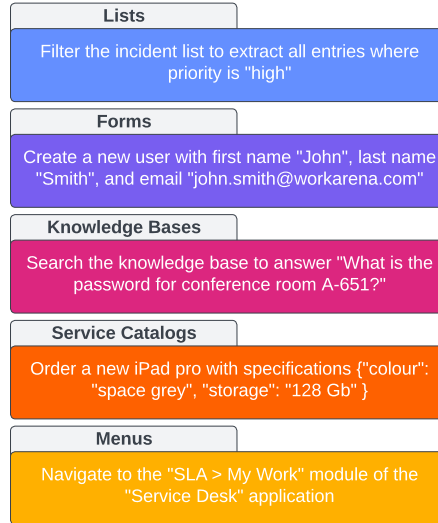 Lists
Filter the incident list to extract all entries where
priority is "high"
Forms
Create a new user with first name "John", last name
"Smith", and email "john.smith@workarena.com"
Knowledge Bases
Search the knowledge base to answer "What is the
password for conference room A-651?"
Service Catalogs
Order a new iPad pro with specifications {"colour":
"space grey", "storage": "128 Gb" }
Menus
Navigate to the "SLA > My Work" module of the
"Service Desk" application